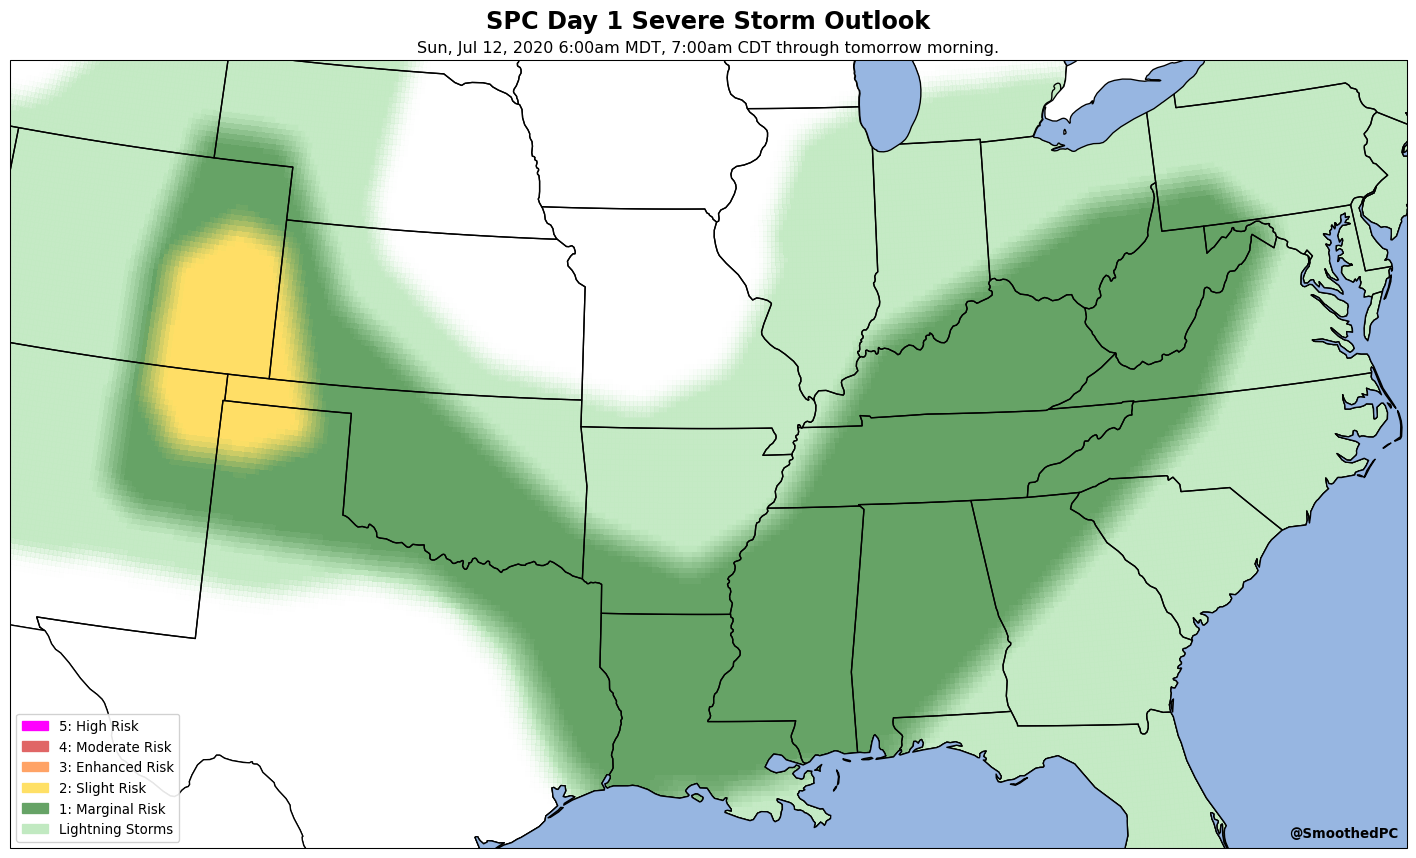 SPC Day 1 Severe Storm Outlook
Sun, Jul 12, 2020 6:00am MDT, 7:00am CDT through tomorrow morning.
5: High Risk
4: Moderate Risk
3: Enhanced Risk
2: Slight Risk
1: Marginal Risk
Lightning Storms
@SmoothedPC